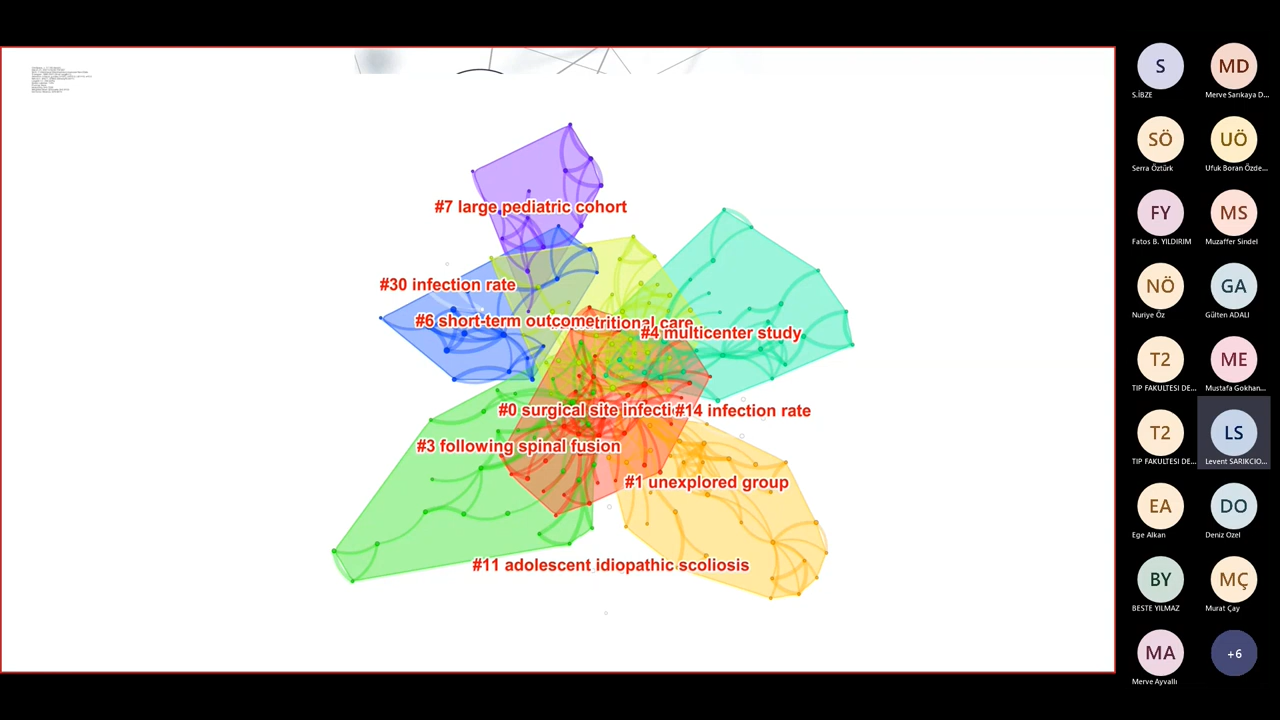 #7 large pediatric cohort
#30 infection rate
#6 short-term outcome
nutritional care
#4 multicenter study
#0 surgical site infecti
#14 infection rate
#3 following spinal fusion
#1 unexplored group
#11 adolescent idiopathic scoliosis
S
S.İBZE
MD
Merve Sarıkaya D...
SÖ
Serra Öztürk
UÖ
Ufuk Boran Özde...
FY
Fatos B. YILDIRIM
MS
Muzaffer Sindel
NÖ
Nuriye Öz
GA
Gülten ADALI
T2
TIP FAKULTESI DE...
ME
Mustafa Gokhan...
T2
TIP FAKULTESI DE...
LS
Levent SARIKCIO...
EA
Ege Alkan
DO
Deniz Ozel
BY
BESTE YILMAZ
MÇ
Murat Çay
MA
Merve Ayvallı
+6